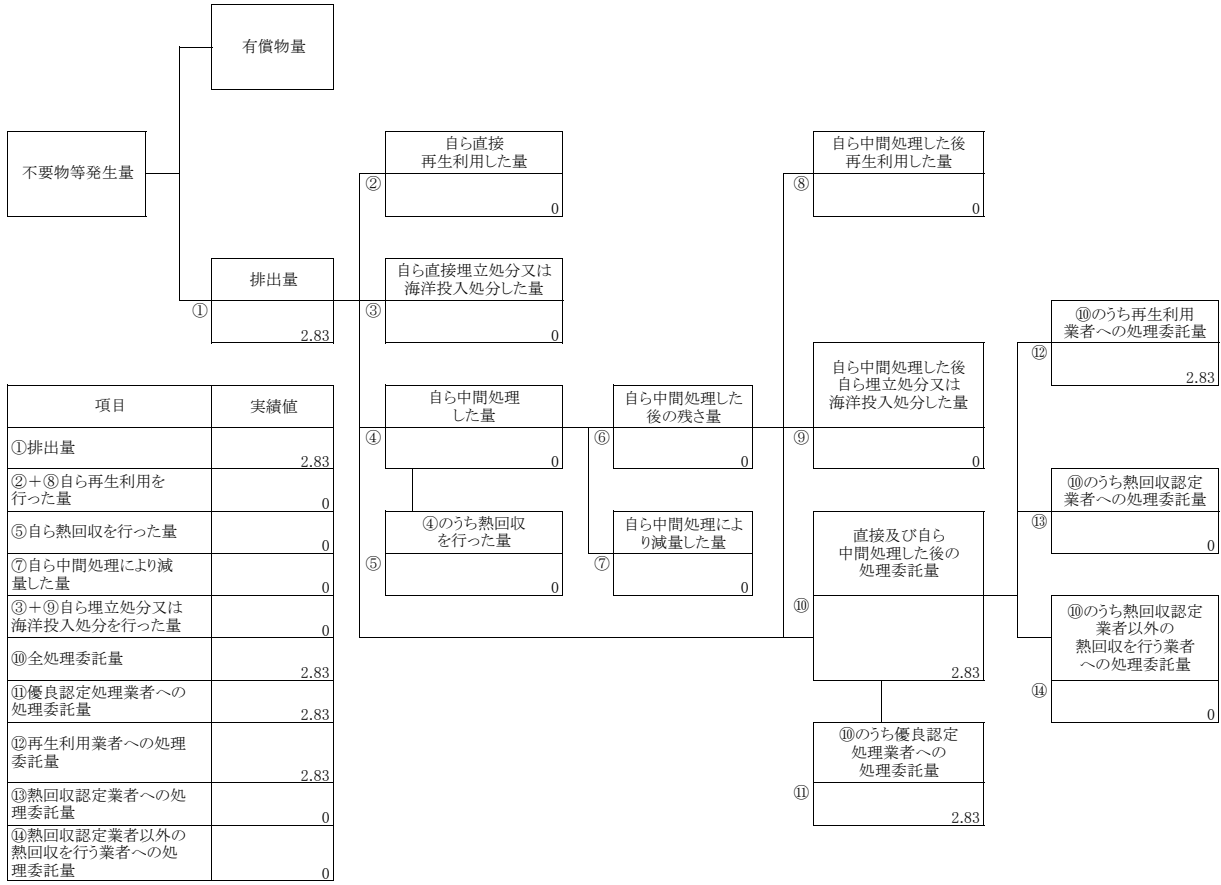 有償物量
不要物等発生量
自ら直接
再生利用した量
②
0
自ら中間処理した後
再生利用した量
⑧
0
排出量
①
2.83
自ら直接埋立処分又は
海洋投入処分した量
③
0
⑩のうち再生利用
業者への処理委託量
⑫
2.83
自ら中間処理した後
自ら埋立処分又は
海洋投入処分した量
⑨
0
自ら中間処理
した量
④
0
自ら中間処理した
後の残さ量
⑥
0
⑩のうち熱回収認定
業者への処理委託量
⑬
0
④のうち熱回収
を行った量
⑤
0
自ら中間処理によ
り減量した量
⑦
0
直接及び自ら
中間処理した後の
処理委託量
⑩
2.83
⑩のうち熱回収認定
業者以外の
熱回収を行う業者
への処理委託量
⑭
0
⑩のうち優良認定
処理業者への
処理委託量
⑪
2.83
項目 実績値
①排出量 2.83
②＋⑧自ら再生利用を
行った量 0
⑤自ら熱回収を行った量 0
⑦自ら中間処理により減
量した量 0
③＋⑨自ら埋立処分又は
海洋投入処分を行った量 0
⑩全処理委託量 2.83
⑪優良認定処理業者への
処理委託量 2.83
⑫再生利用業者への処理
委託量 2.83
⑬熱回収認定業者への処
理委託量 0
⑭熱回収認定業者以外の
熱回収を行う業者への処
理委託量 0